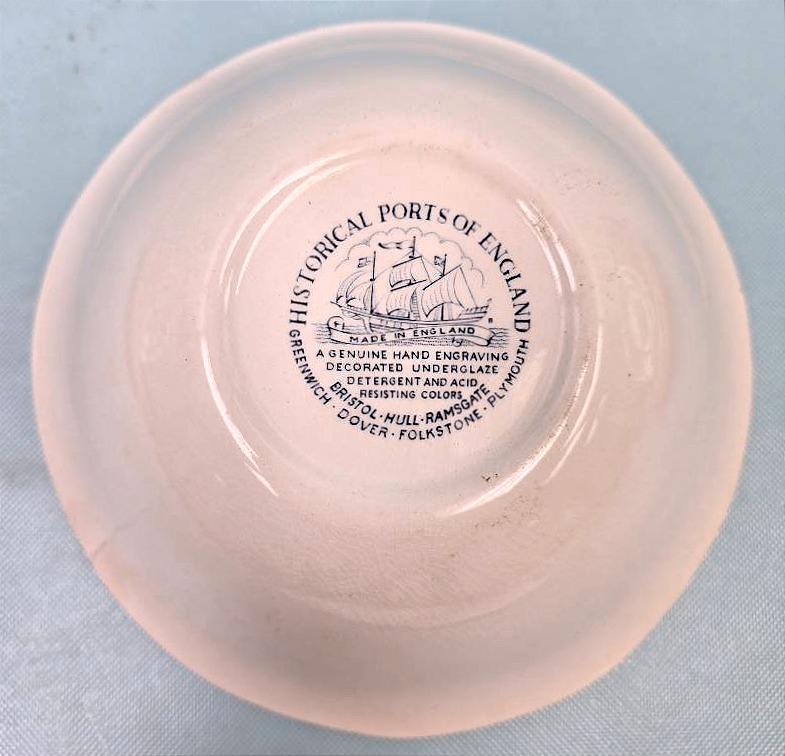 HISTORICAL PORTS OF ENGLAND
MADE IN ENGLAND
A GENUINE HAND ENGRAVING
DECORATED UNDERGLAZE
DETERGENT AND ACID
RESISTING COLORS
BRISTOL · HULL · RAMSGATE
GREENWICH · DOVER · FOLKSTONE · PLYMOUTH